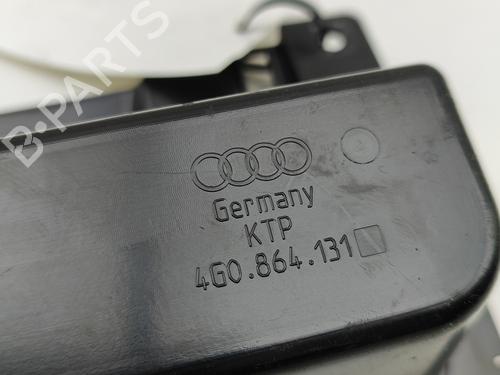 B-PARTS
Germany
KTP
4G0.864.131